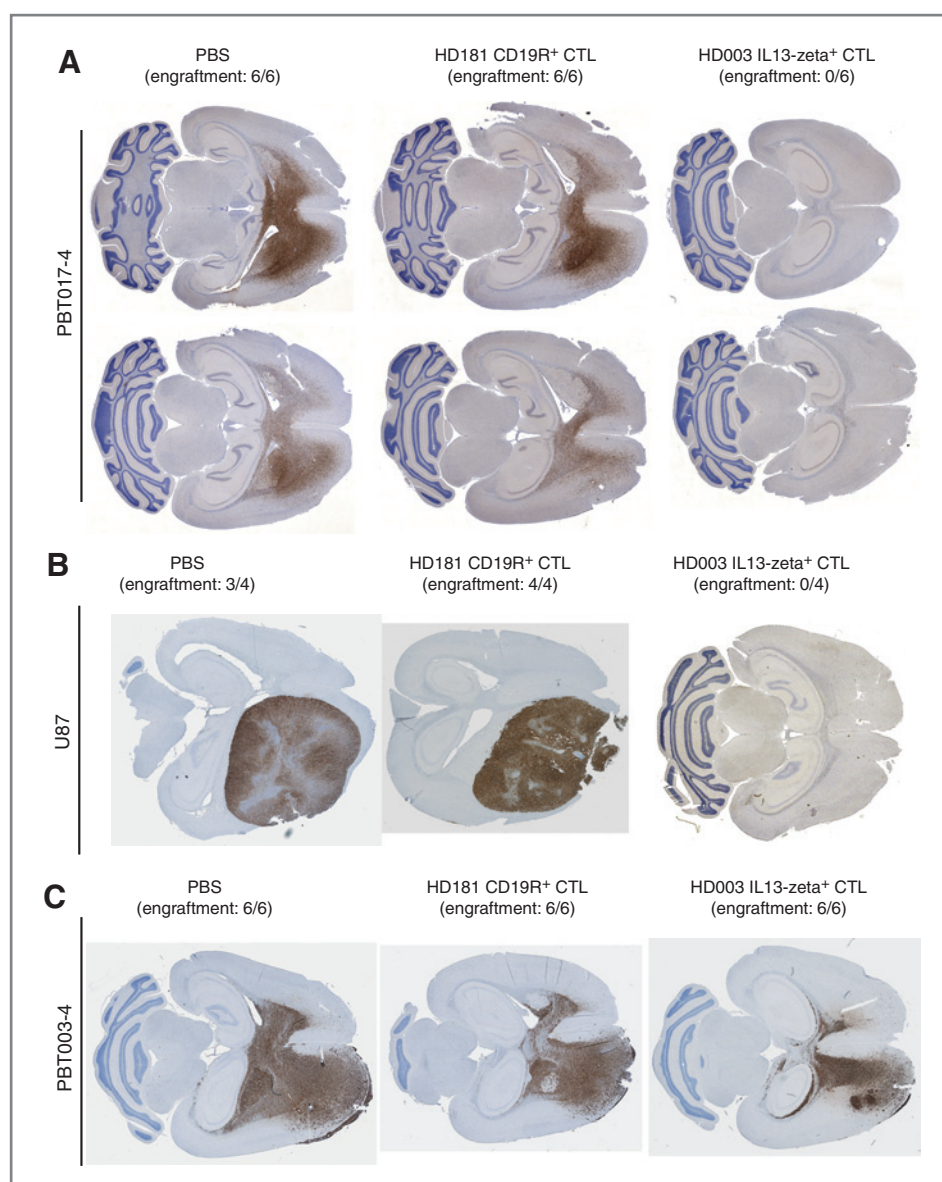 A
PBS
(engraftment: 6/6)
HD181 CD19R⁺ CTL
(engraftment: 6/6)
HD003 IL13-zeta⁺ CTL
(engraftment: 0/6)
PBT017-4
B
PBS
(engraftment: 3/4)
HD181 CD19R⁺ CTL
(engraftment: 4/4)
HD003 IL13-zeta⁺ CTL
(engraftment: 0/4)
U87
C
PBS
(engraftment: 6/6)
HD181 CD19R⁺ CTL
(engraftment: 6/6)
HD003 IL13-zeta⁺ CTL
(engraftment: 6/6)
PBT003-4